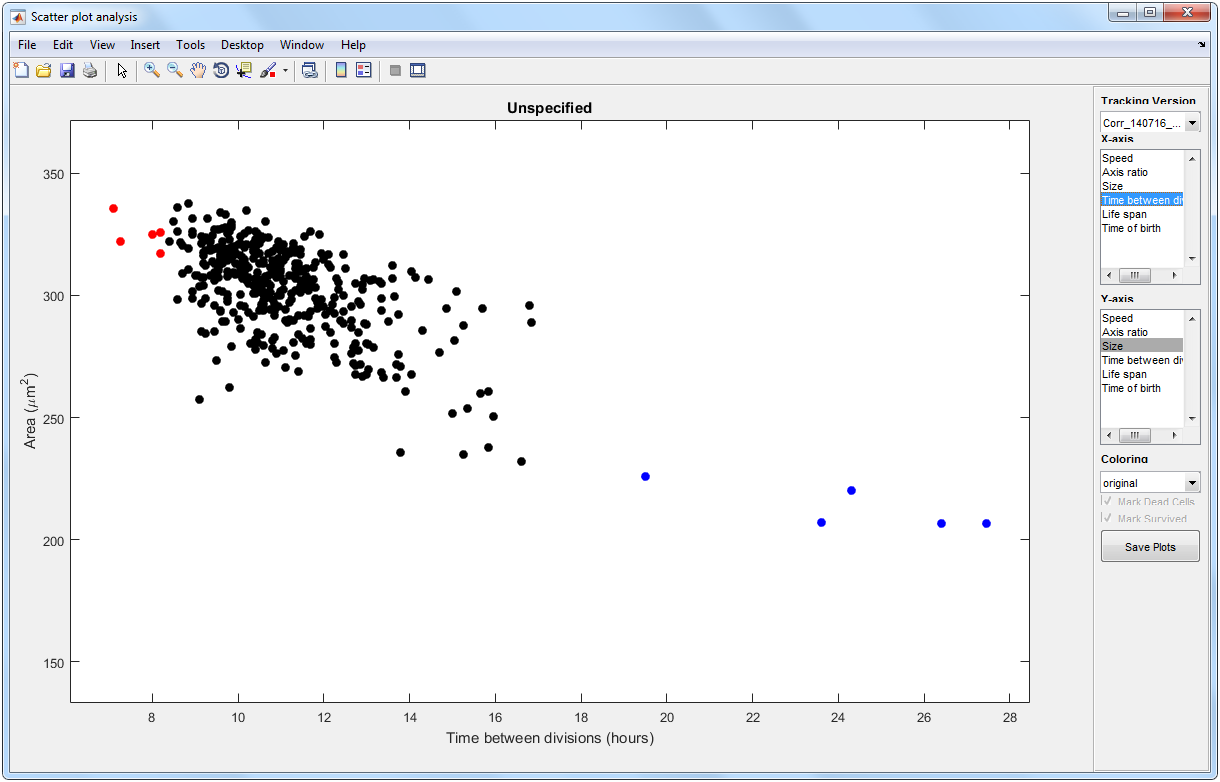 Scatter plot analysis
File Edit View Insert Tools Desktop Window Help
Unspecified
Area (μm²)
350
300
250
200
150
8 10 12 14 16 18 20 22 24 26 28
Time between divisions (hours)
Tracking Version
Corr_140716_...
X-axis
Speed
Axis ratio
Size
Time between div
Life span
Time of birth
Y-axis
Speed
Axis ratio
Size
Time between div
Life span
Time of birth
Coloring
original
Mark Dead Cells
Mark Survived
Save Plots